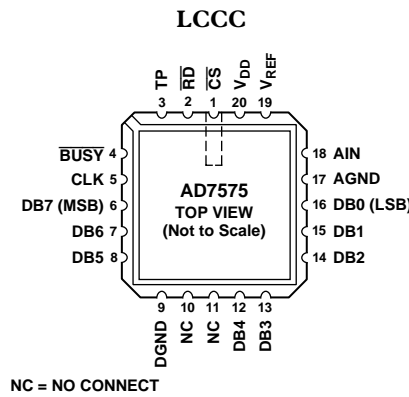 LCCC
TP
RD
CS
VDD
VREF
3
2
1
20
19
BUSY 4
CLK 5
DB7 (MSB) 6
DB6 7
DB5 8
AD7575
TOP VIEW
(Not to Scale)
18 AIN
17 AGND
16 DB0 (LSB)
15 DB1
14 DB2
9
10
11
12
13
DGND
NC
NC
DB4
DB3
NC = NO CONNECT